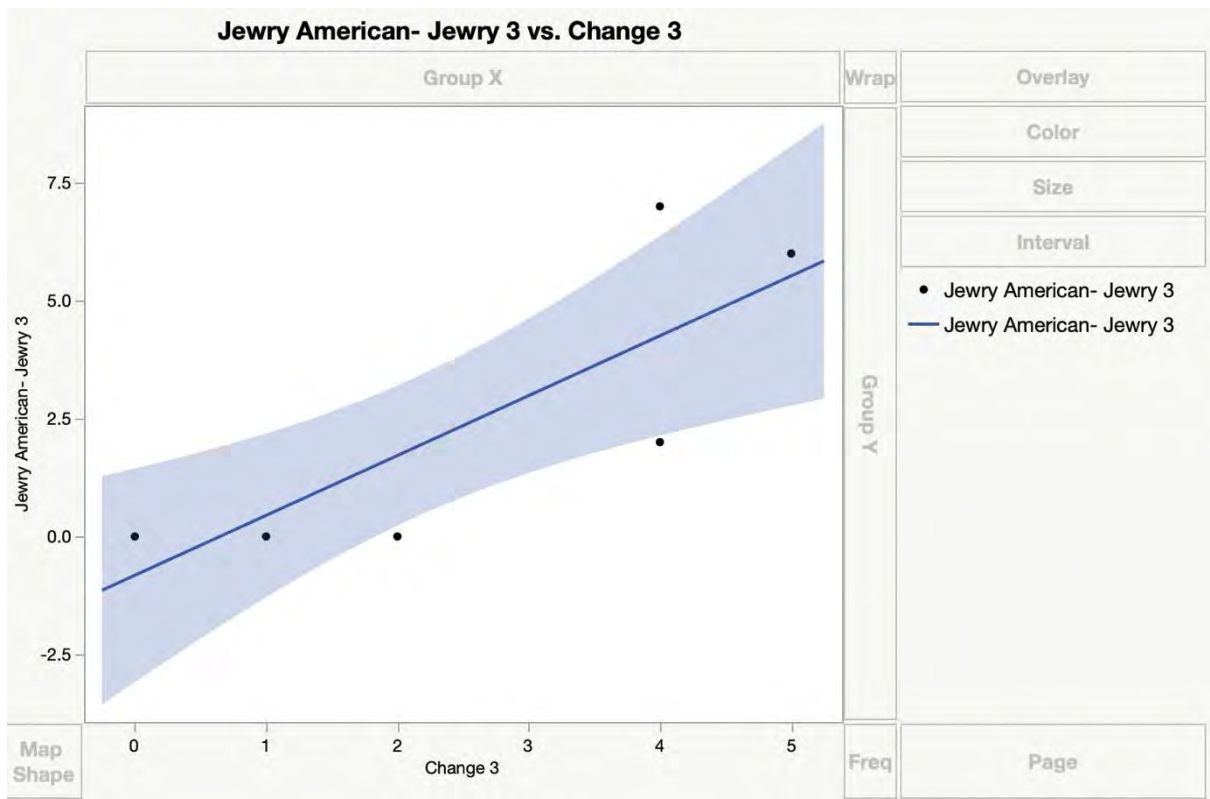 Jewry American- Jewry 3 vs. Change 3
Group X
Wrap
Overlay
Color
Size
Interval
Jewry American- Jewry 3
Jewry American- Jewry 3
Group Y
Jewry American- Jewry 3
7.5
5.0
2.5
0.0
-2.5
0 1 2 3 4 5
Change 3
Map
Shape
Freq
Page